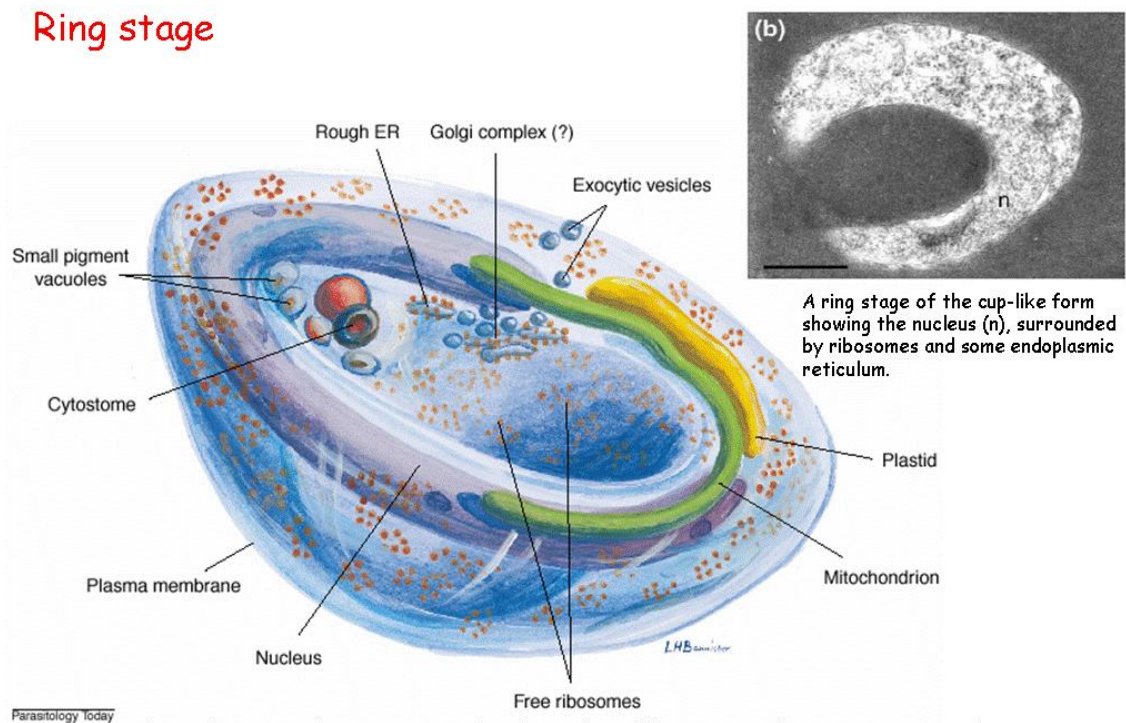 Ring stage
(b)
Rough ER
Golgi complex (?)
Exocytic vesicles
Small pigment
vacuoles
n
A ring stage of the cup-like form
showing the nucleus (n), surrounded
by ribosomes and some endoplasmic
reticulum.
Cytostome
Plastid
Mitochondrion
Plasma membrane
Nucleus
LHBannister
Free ribosomes
Parasitology Today